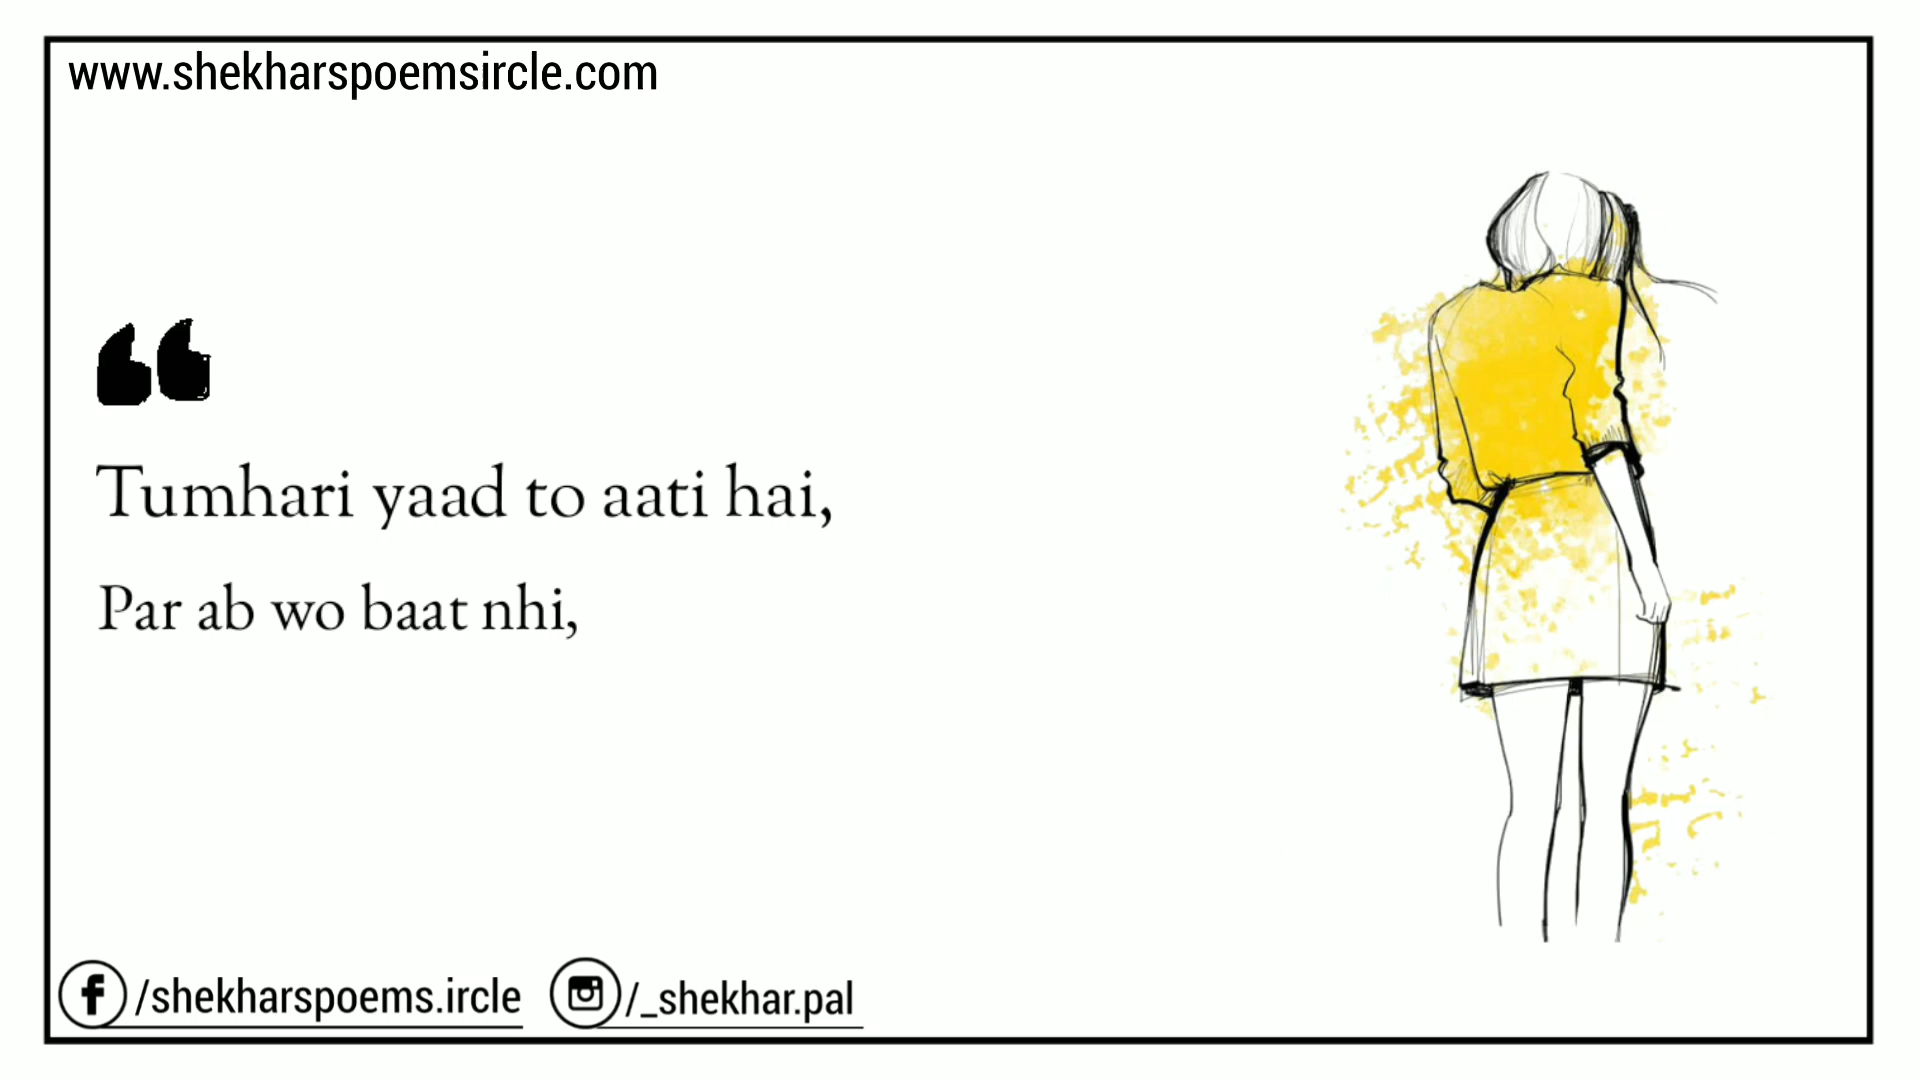 www.shekharspoemsircle.com
Tumhari yaad to aati hai,
Par ab wo baat nhi,
/shekharspoems.ircle
/_shekhar.pal